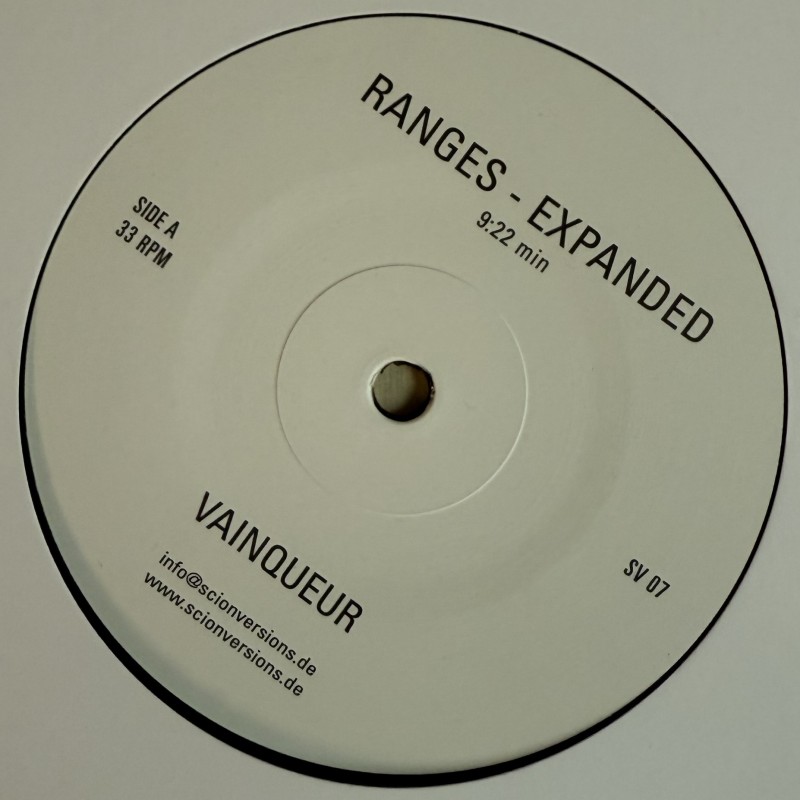 RANGES - EXPANDED
9:22 min
SIDE A
33 RPM
SV 07
VAINQUEUR
info@scionversions.de
www.scionversions.de